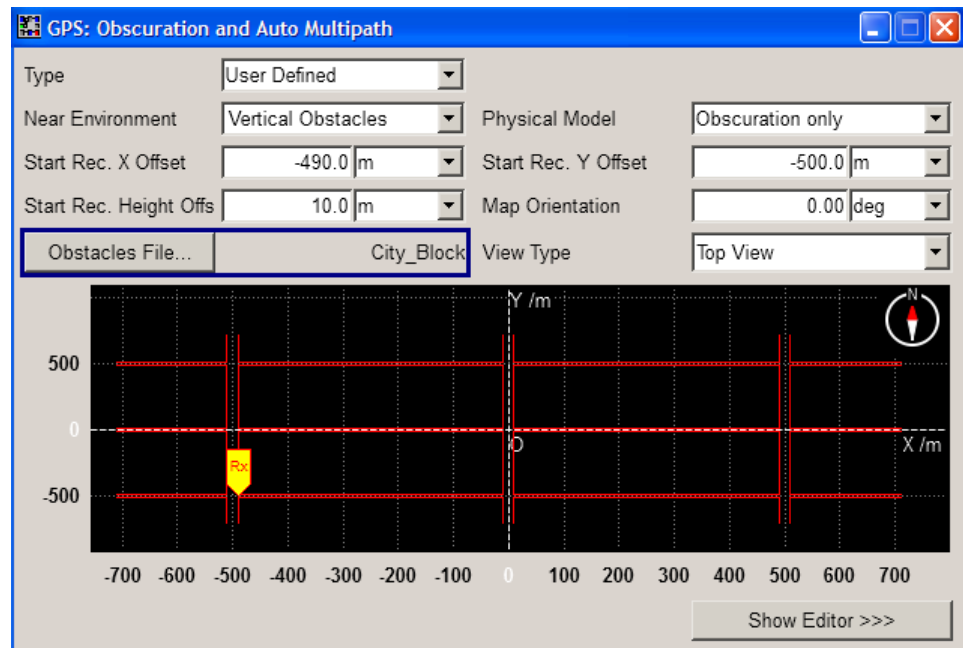 GPS: Obscuration and Auto Multipath
Type User Defined
Near Environment Vertical Obstacles Physical Model Obscuration only
Start Rec. X Offset -490.0 m Start Rec. Y Offset -500.0 m
Start Rec. Height Offs 10.0 m Map Orientation 0.00 deg
Obstacles File... City_Block View Type Top View
Y /m N
500
0 O X /m
Rx
-500
-700 -600 -500 -400 -300 -200 -100 0 100 200 300 400 500 600 700
Show Editor >>>